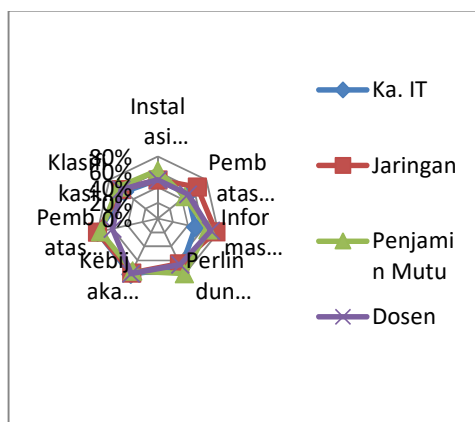 Instal
asi...
Pemb
atas...
Infor
mas...
Perlin
dun...
Kebij
aka...
Pemb
atas...
Klasifi
kasi...
80%
60%
40%
20%
0%
Ka. IT
Jaringan
Penjami
n Mutu
Dosen